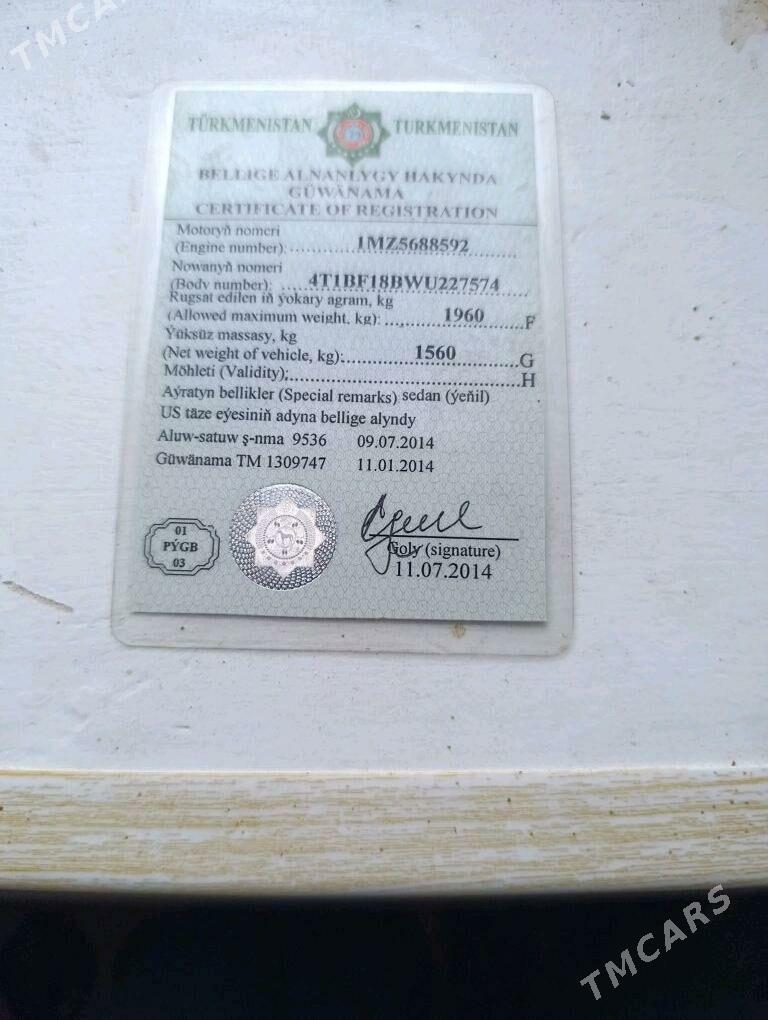 TMCARS
TÜRKMENISTAN TURKMENISTAN
BELLIGE ALNANLYGY HAKYNDA
GÜWÄNAMA
CERTIFICATE OF REGISTRATION
Motoryň nomeri
(Engine number): 1MZ5688592
Nowanyň nomeri
(Body number): 4T1BF18BWU227574
Rugsat edilen iň ýokary agram, kg
(Allowed maximum weight, kg): 1960 F
Ýüksüz massasy, kg
(Net weight of vehicle, kg): 1560 G
Möhleti (Validity): H
Aýratyn bellikler (Special remarks) sedan (ýeňil)
US täze eýesiniň adyna bellige alyndy
Aluw-satuw ş-nma 9536 09.07.2014
Güwänama TM 1309747 11.01.2014
01
PÝGB
03
Goly (signature)
11.07.2014
TMCARS